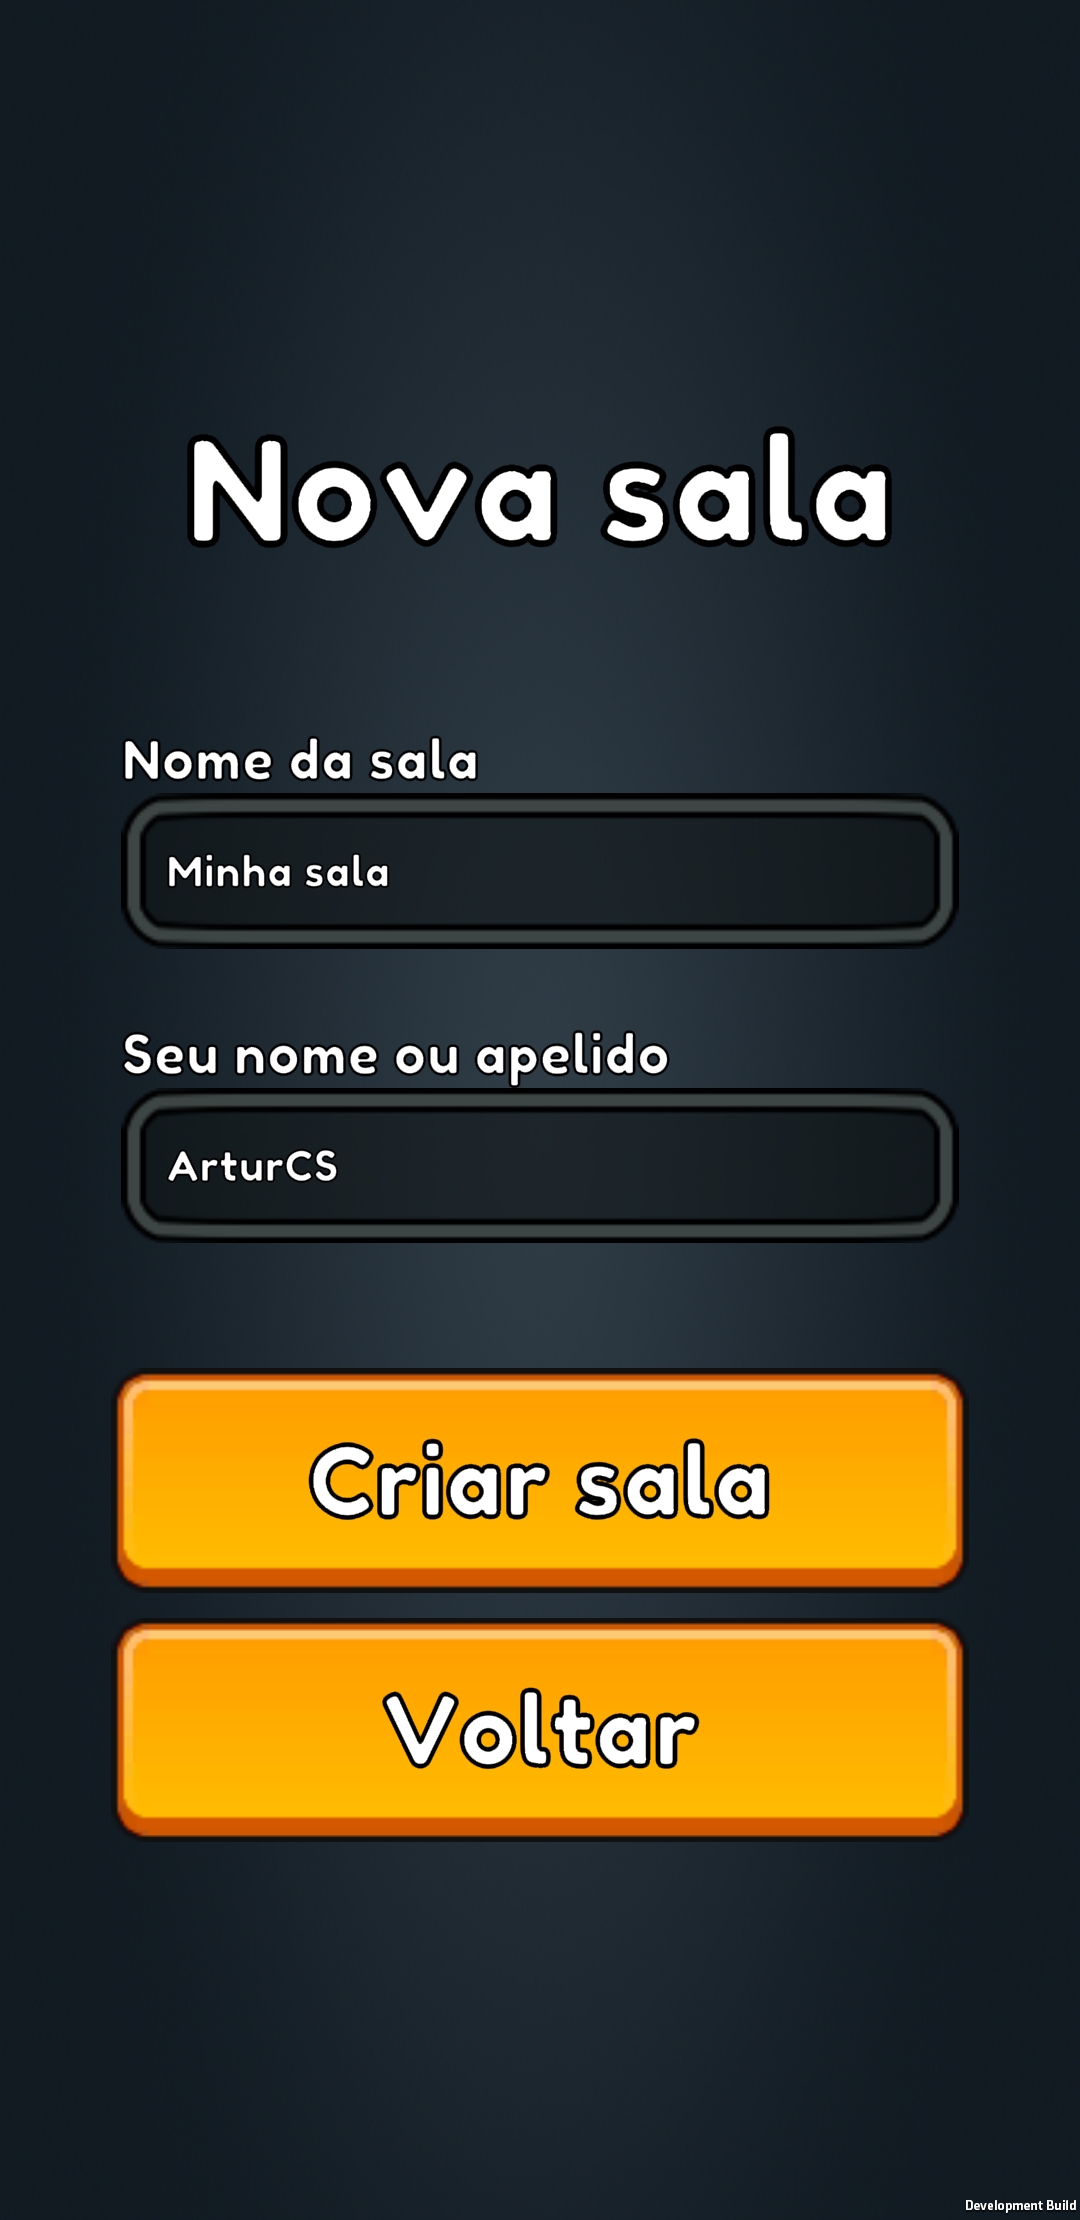 Nova sala
Nome da sala
Minha sala
Seu nome ou apelido
ArturCS
Criar sala
Voltar
Development Build